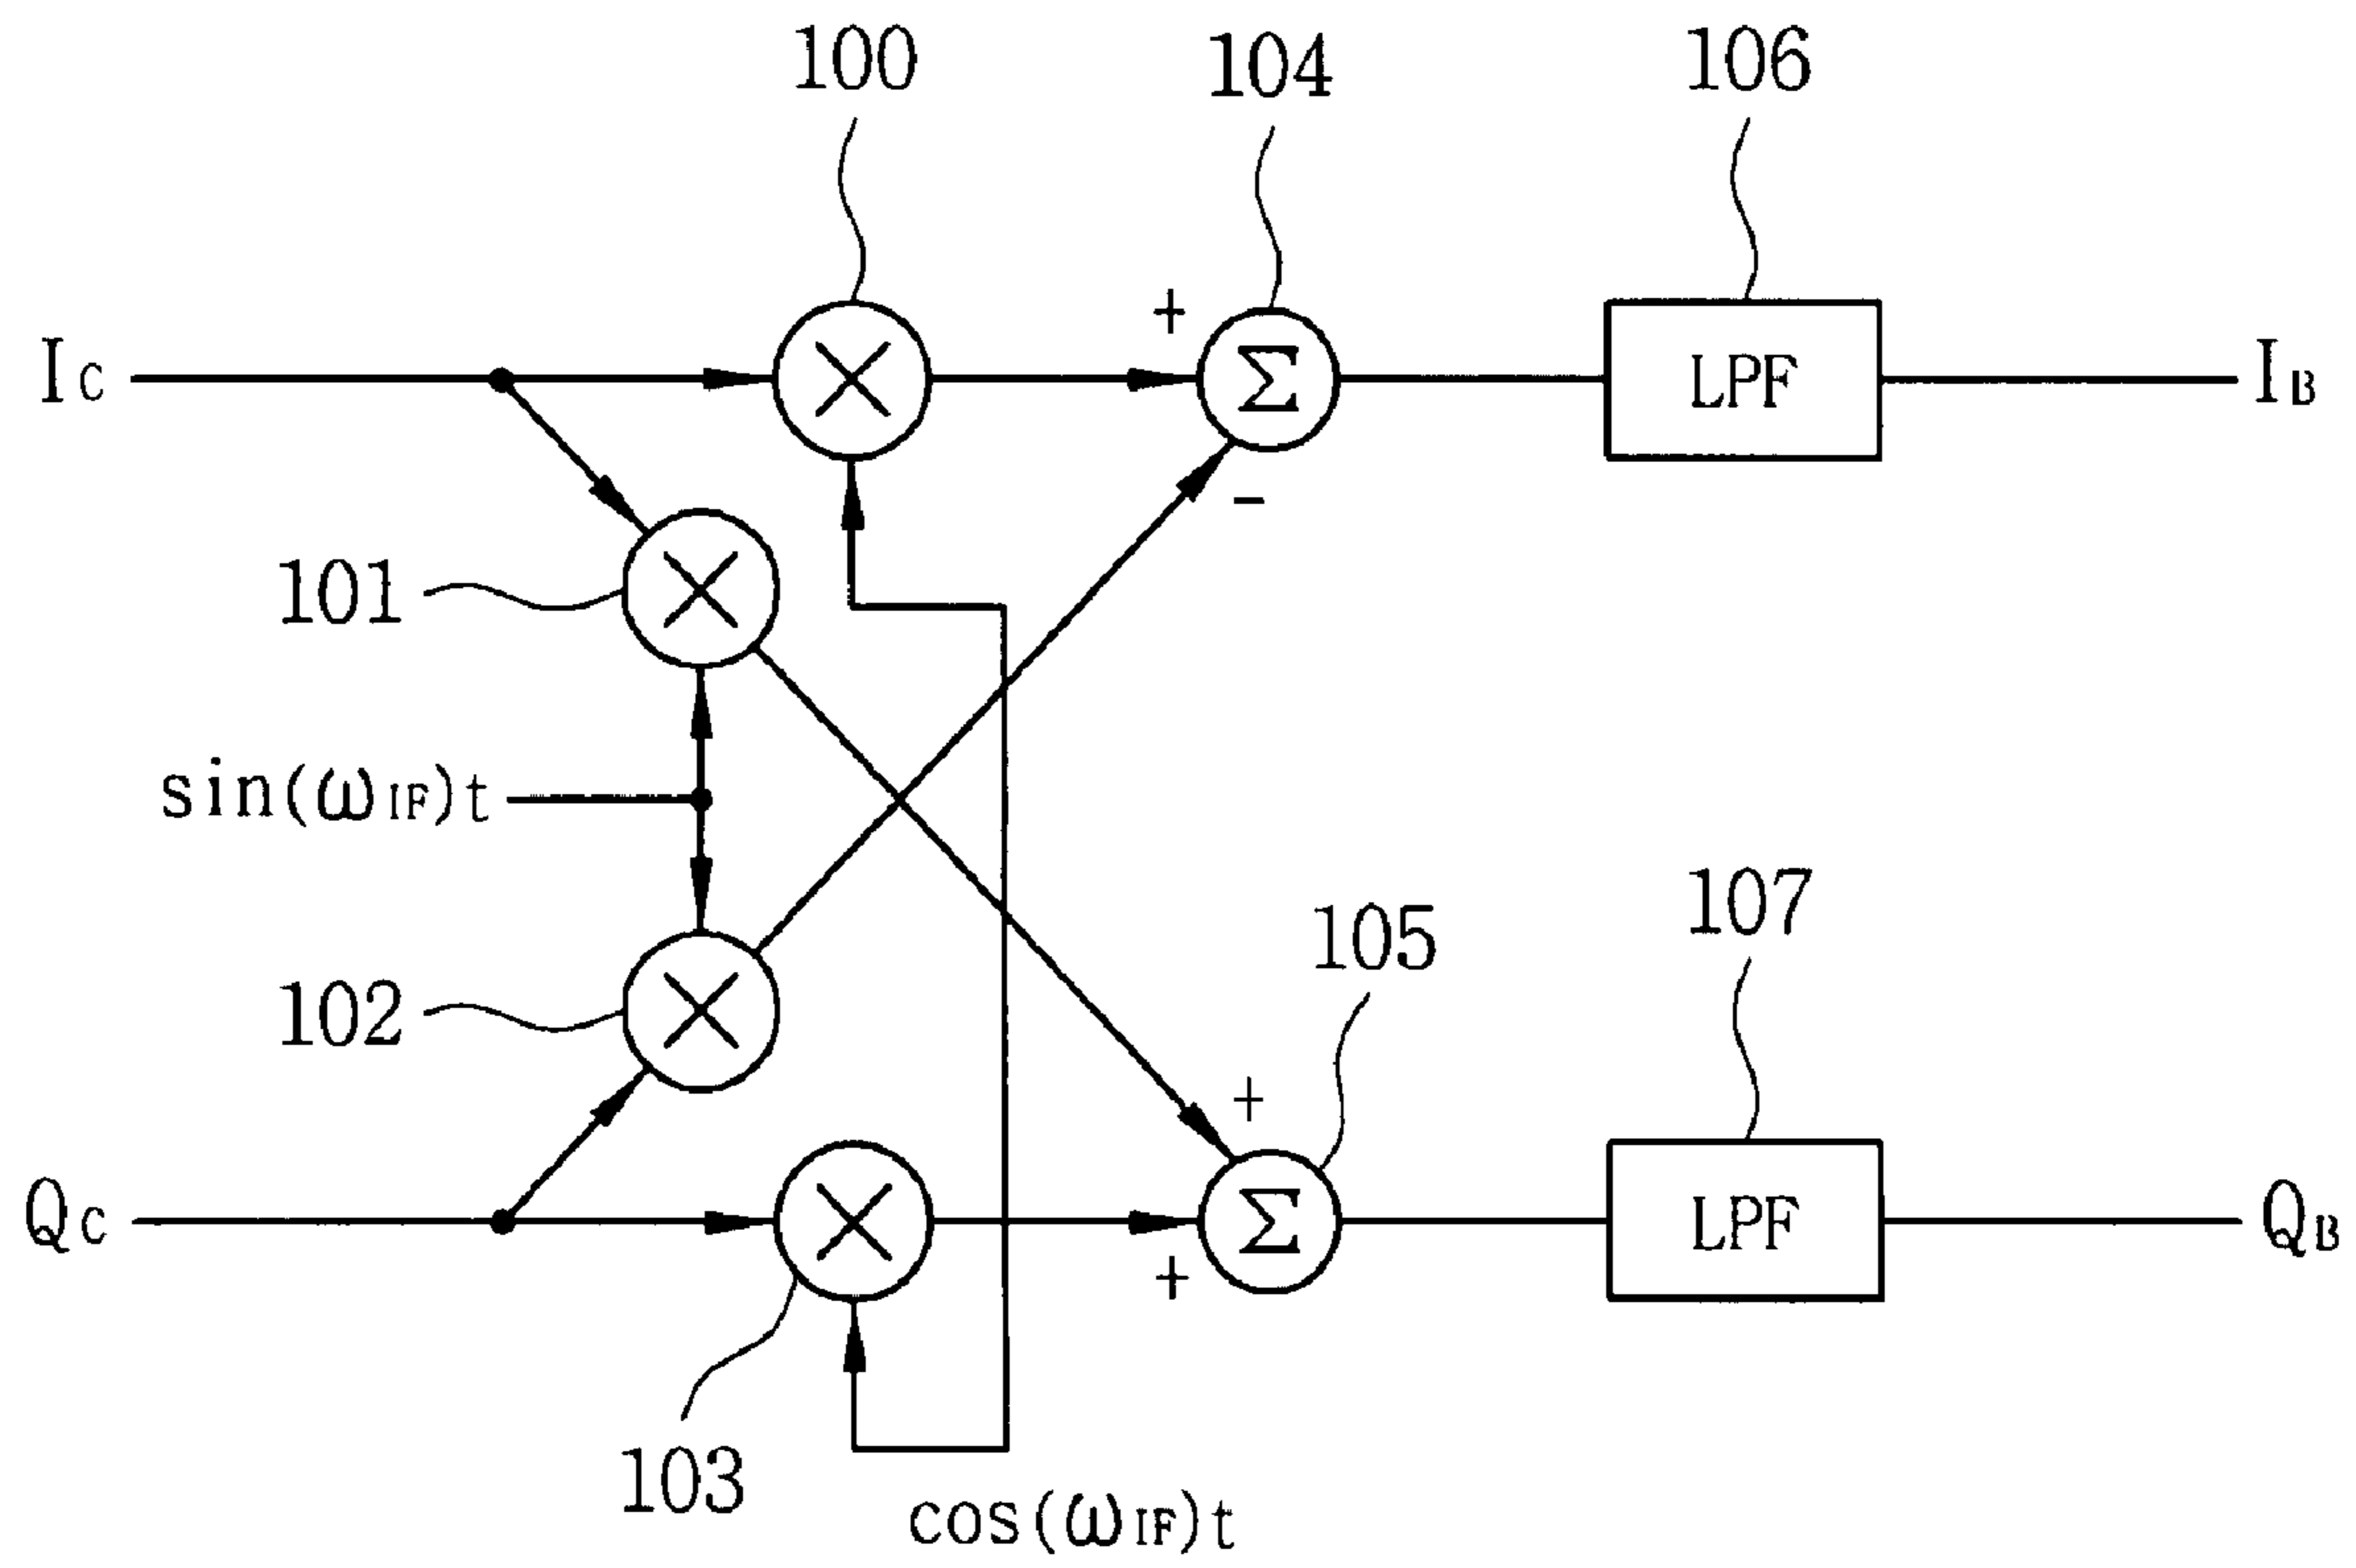 100
104
106
+
IC
Σ
LPF
IB
-
101
sin(ωIF)t
107
105
102
+
QC
Σ
LPF
QB
+
103
cos(ωIF)t